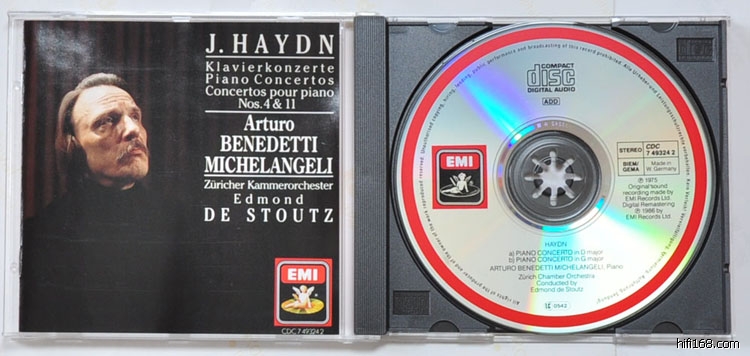 J. HAYDN
Klavierkonzerte
Piano Concertos
Concertos pour piano
Nos. 4 & 11
Arturo
BENEDETTI
MICHELANGELI
Züricher Kammerorchester
Edmond
DE STOUTZ
EMI
CDC 7 49324 2
COMPACT
disc
DIGITAL AUDIO
ADD
EMI
STEREO
CDC
7 49324 2
BIEM/
GEMA
Made in
W. Germany
℗ 1975
Original sound
recording made by
EMI Records Ltd.
Digital Remastering
℗ 1986 by
EMI Records Ltd.
HAYDN
a) PIANO CONCERTO in D major
b) PIANO CONCERTO in G major
ARTURO BENEDETTI MICHELANGELI, Piano
Zürich Chamber Orchestra
Conducted by
Edmond de Stoutz
0542
hifi168.com